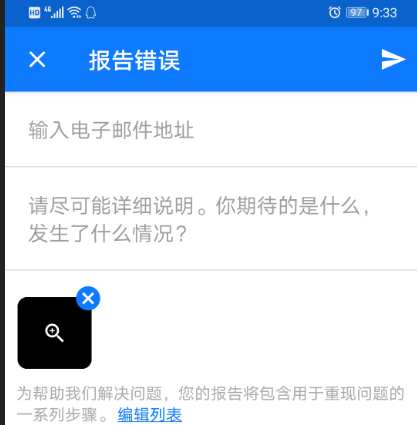 HD 4G 97 9:33
报告错误
输入电子邮件地址
请尽可能详细说明。你期待的是什么，
发生了什么情况？
为帮助我们解决问题，您的报告将包含用于重现问题的
一系列步骤。编辑列表